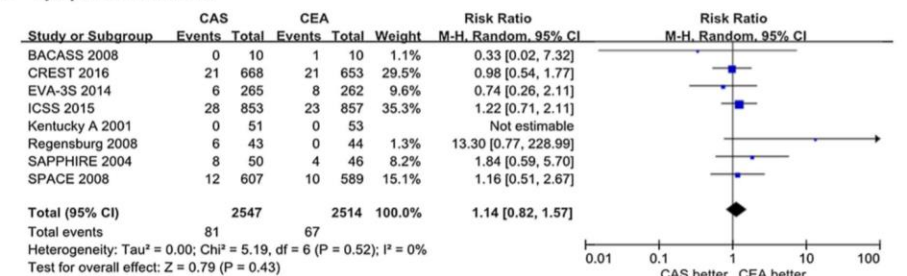 CAS CEA Risk Ratio Risk Ratio
Study or Subgroup Events Total Events Total Weight M-H, Random, 95% CI M-H, Random, 95% CI
BACASS 2008 0 10 1 10 1.1% 0.33 [0.02, 7.32]
CREST 2016 21 668 21 653 29.5% 0.98 [0.54, 1.77]
EVA-3S 2014 6 265 8 262 9.6% 0.74 [0.26, 2.11]
ICSS 2015 28 853 23 857 35.3% 1.22 [0.71, 2.11]
Kentucky A 2001 0 51 0 53 Not estimable
Regensburg 2008 6 43 0 44 1.3% 13.30 [0.77, 228.99]
SAPPHIRE 2004 8 50 4 46 8.2% 1.84 [0.59, 5.70]
SPACE 2008 12 607 10 589 15.1% 1.16 [0.51, 2.67]
Total (95% CI) 2547 2514 100.0% 1.14 [0.82, 1.57]
Total events 81 67
Heterogeneity: Tau² = 0.00; Chi² = 5.19, df = 6 (P = 0.52); I² = 0%
Test for overall effect: Z = 0.79 (P = 0.43)
0.01 0.1 1 10 100
CAS better CEA better